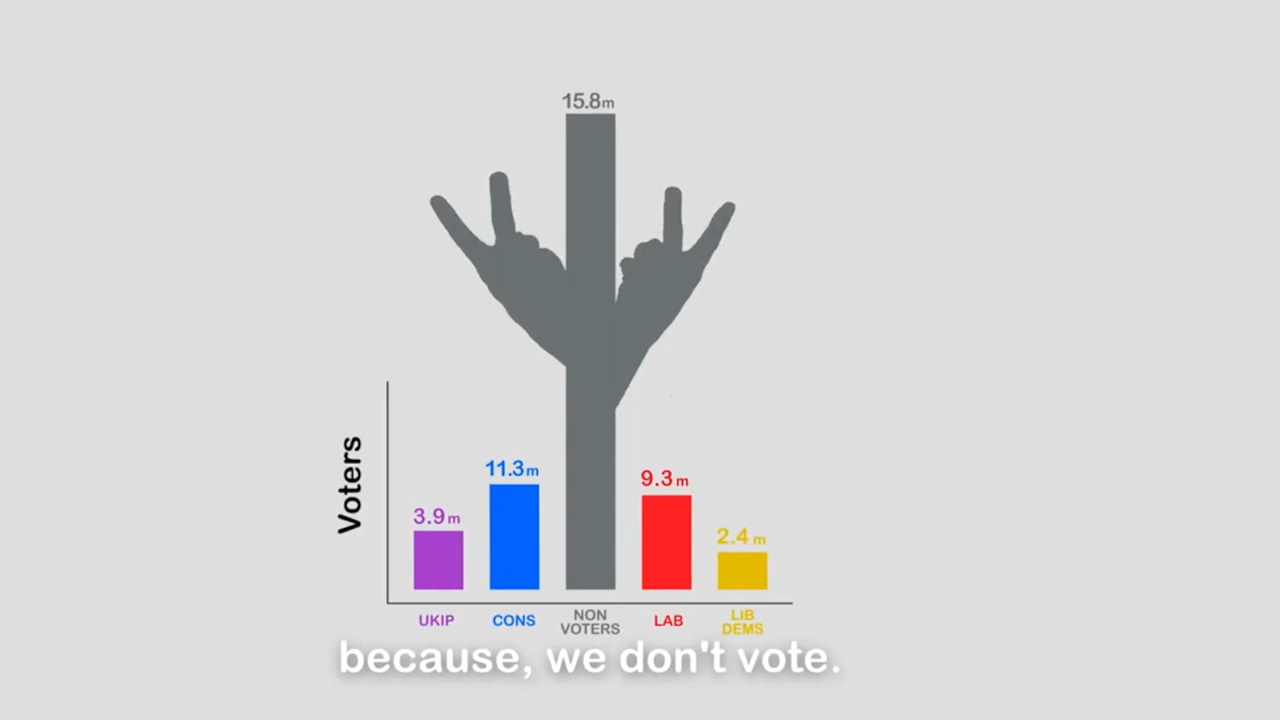 15.8m
11.3m
9.3m
3.9m
2.4m
Voters
UKIP
CONS
NON
VOTERS
LAB
LIB
DEMS
because, we don't vote.